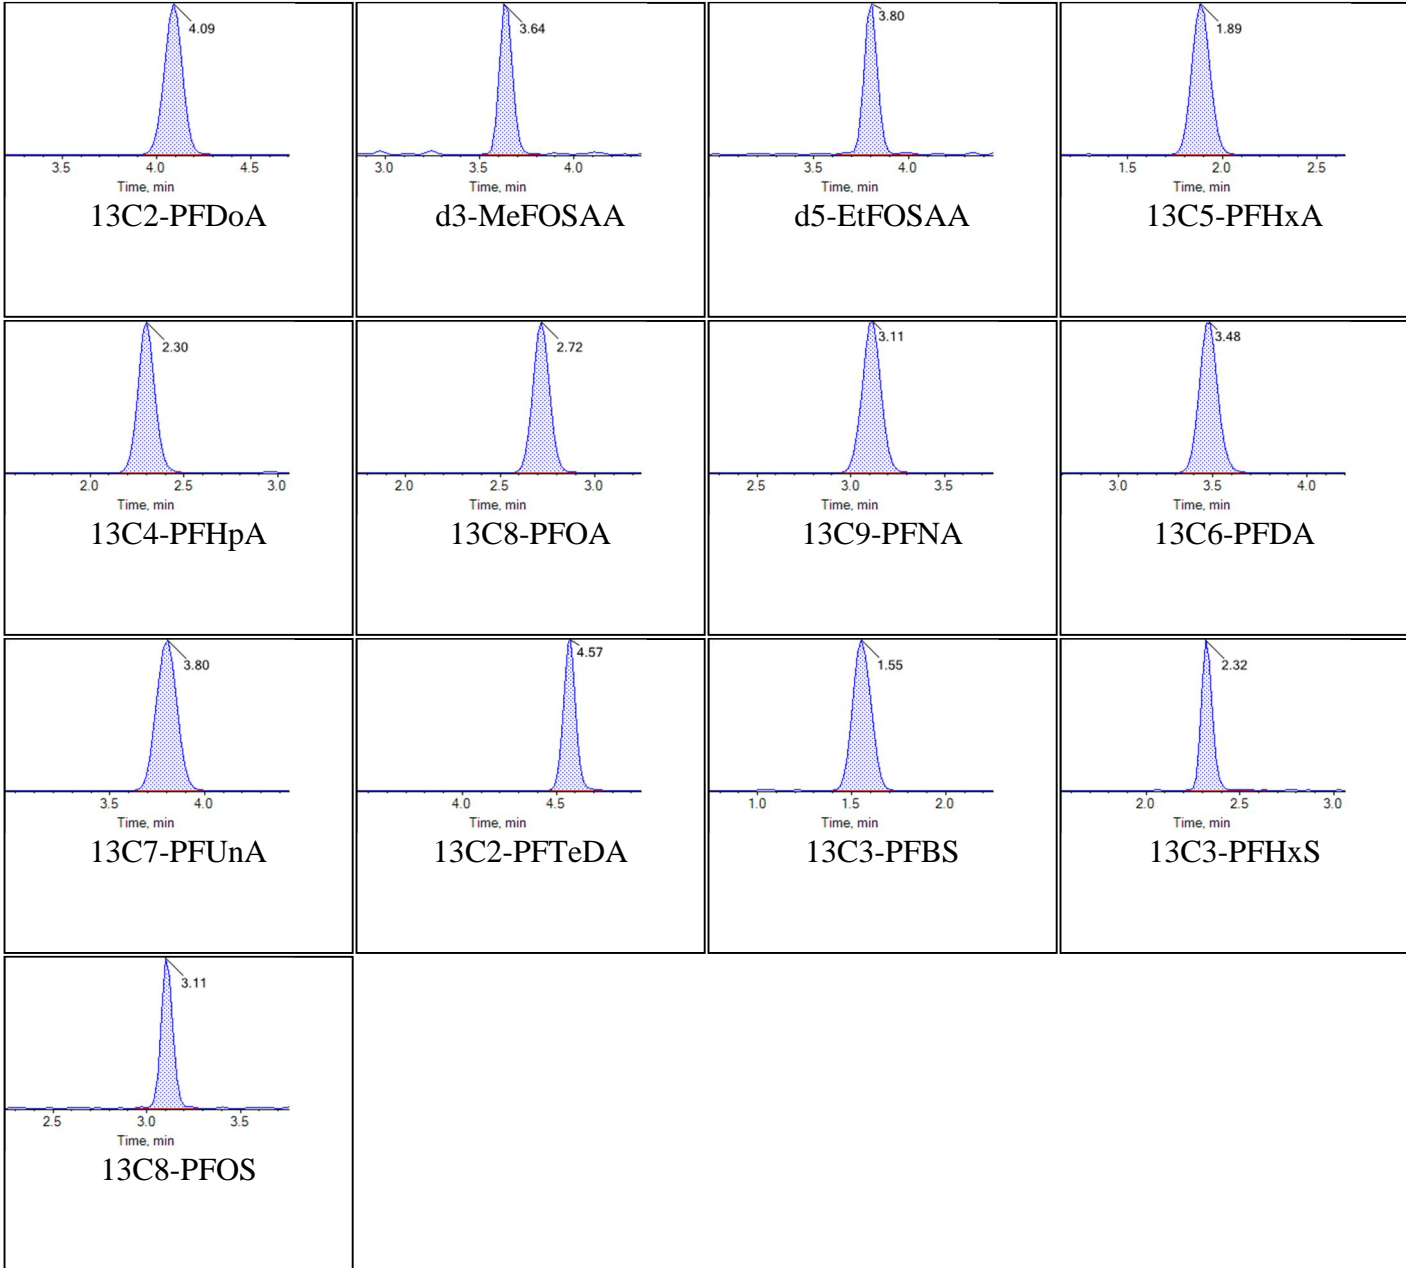 4.09
3.5 4.0 4.5
Time, min
13C2-PFDoA
3.64
3.0 3.5 4.0
Time, min
d3-MeFOSAA
3.80
3.5 4.0
Time, min
d5-EtFOSAA
1.89
1.5 2.0 2.5
Time, min
13C5-PFHxA
2.30
2.0 2.5 3.0
Time, min
13C4-PFHpA
2.72
2.0 2.5 3.0
Time, min
13C8-PFOA
3.11
2.5 3.0 3.5
Time, min
13C9-PFNA
3.48
3.0 3.5 4.0
Time, min
13C6-PFDA
3.80
3.5 4.0
Time, min
13C7-PFUnA
4.57
4.0 4.5
Time, min
13C2-PFTeDA
1.55
1.0 1.5 2.0
Time, min
13C3-PFBS
2.32
2.0 2.5 3.0
Time, min
13C3-PFHxS
3.11
2.5 3.0 3.5
Time, min
13C8-PFOS